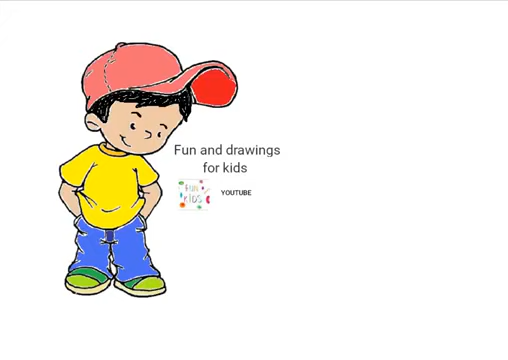 Fun and drawings
for kids
FUN
KIDS
YOUTUBE